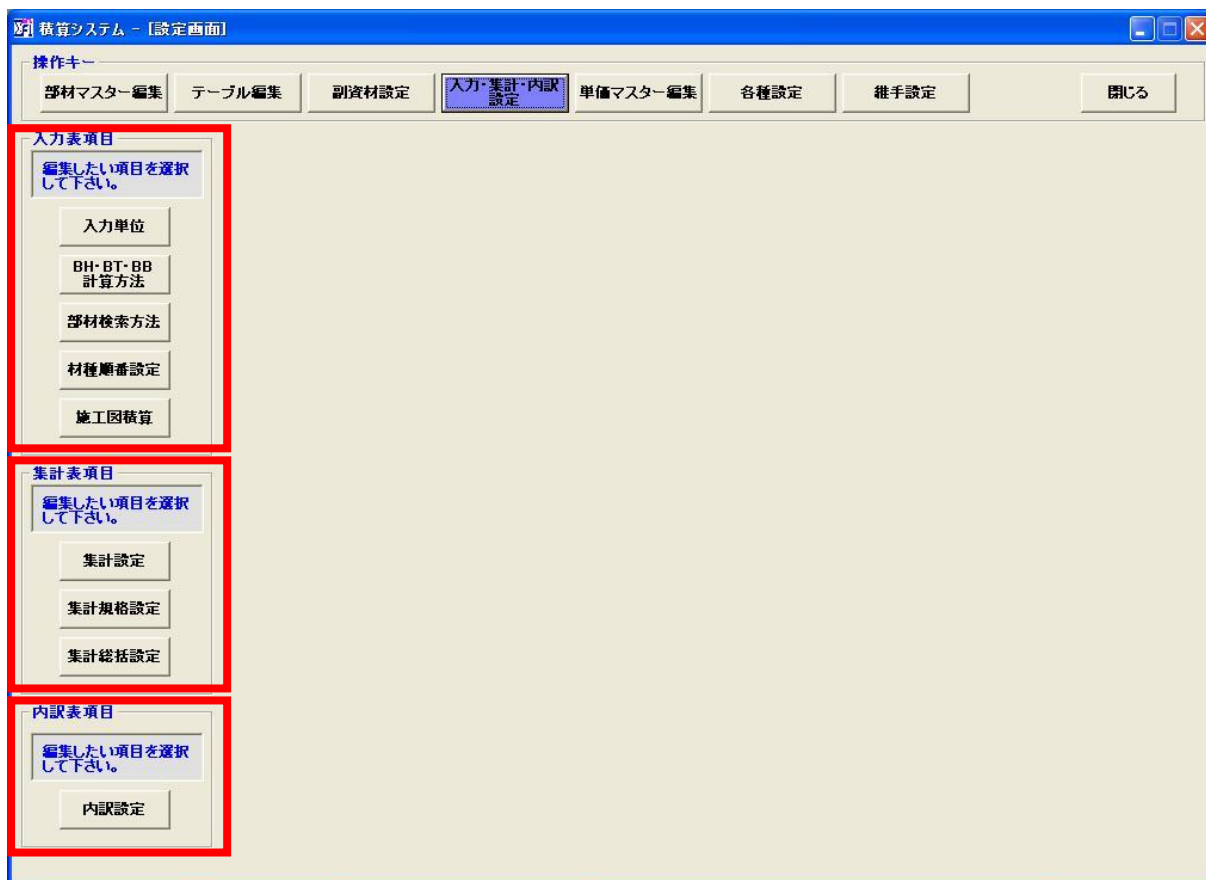 積算システム - [設定画面]
操作キー
部材マスター編集
テーブル編集
副資材設定
入力・集計・内訳
設定
単価マスター編集
各種設定
継手設定
閉じる
入力表項目
編集したい項目を選択
して下さい。
入力単位
BH・BT・BB
計算方法
部材検索方法
材種順番設定
施工図積算
集計表項目
編集したい項目を選択
して下さい。
集計設定
集計規格設定
集計総括設定
内訳表項目
編集したい項目を選択
して下さい。
内訳設定